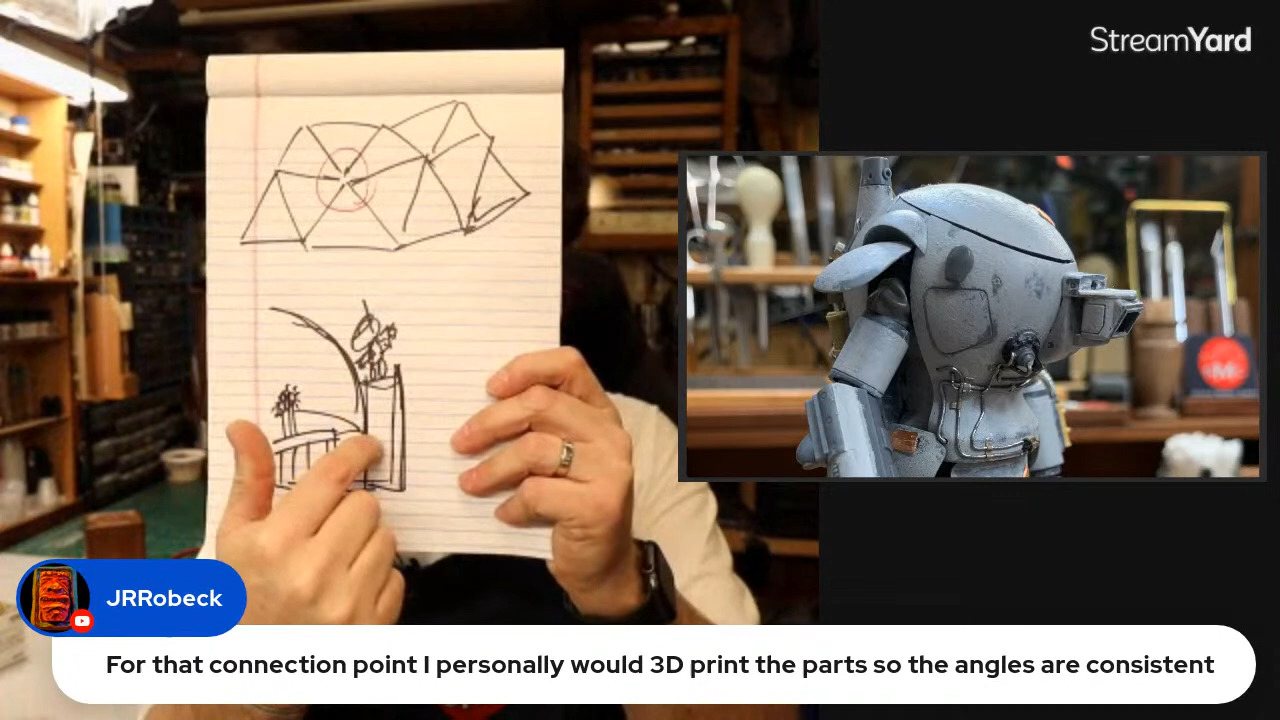 StreamYard
·M·
JRRobeck
For that connection point I personally would 3D print the parts so the angles are consistent